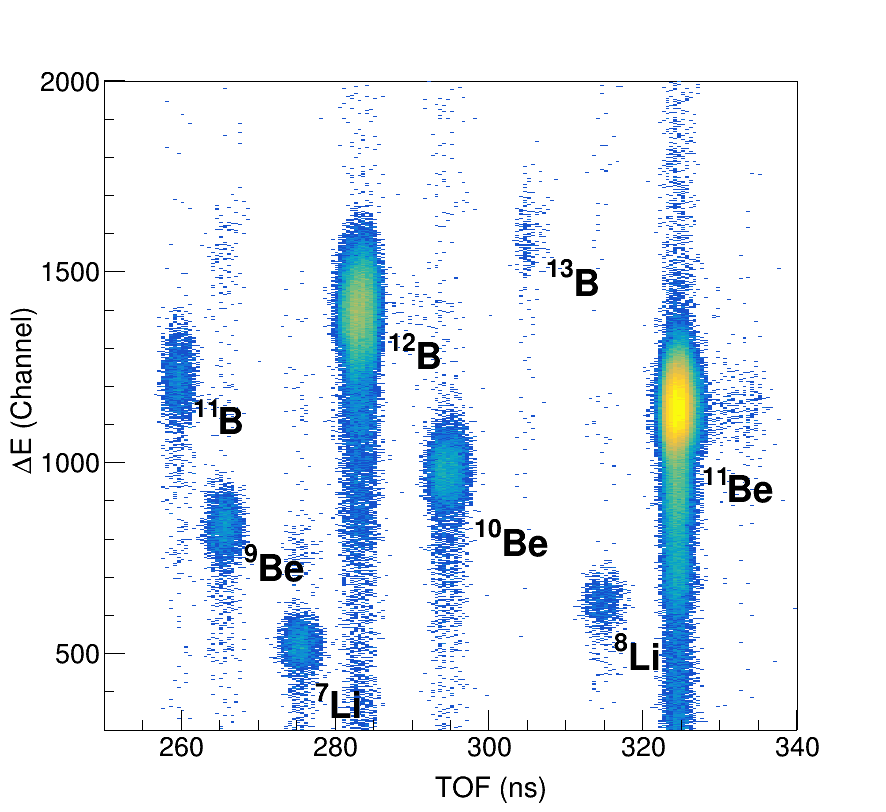 2000
1500
1000
500
ΔE (Channel)
¹³B
¹²B
¹¹B
¹¹Be
¹⁰Be
⁹Be
⁸Li
⁷Li
260 280 300 320 340
TOF (ns)